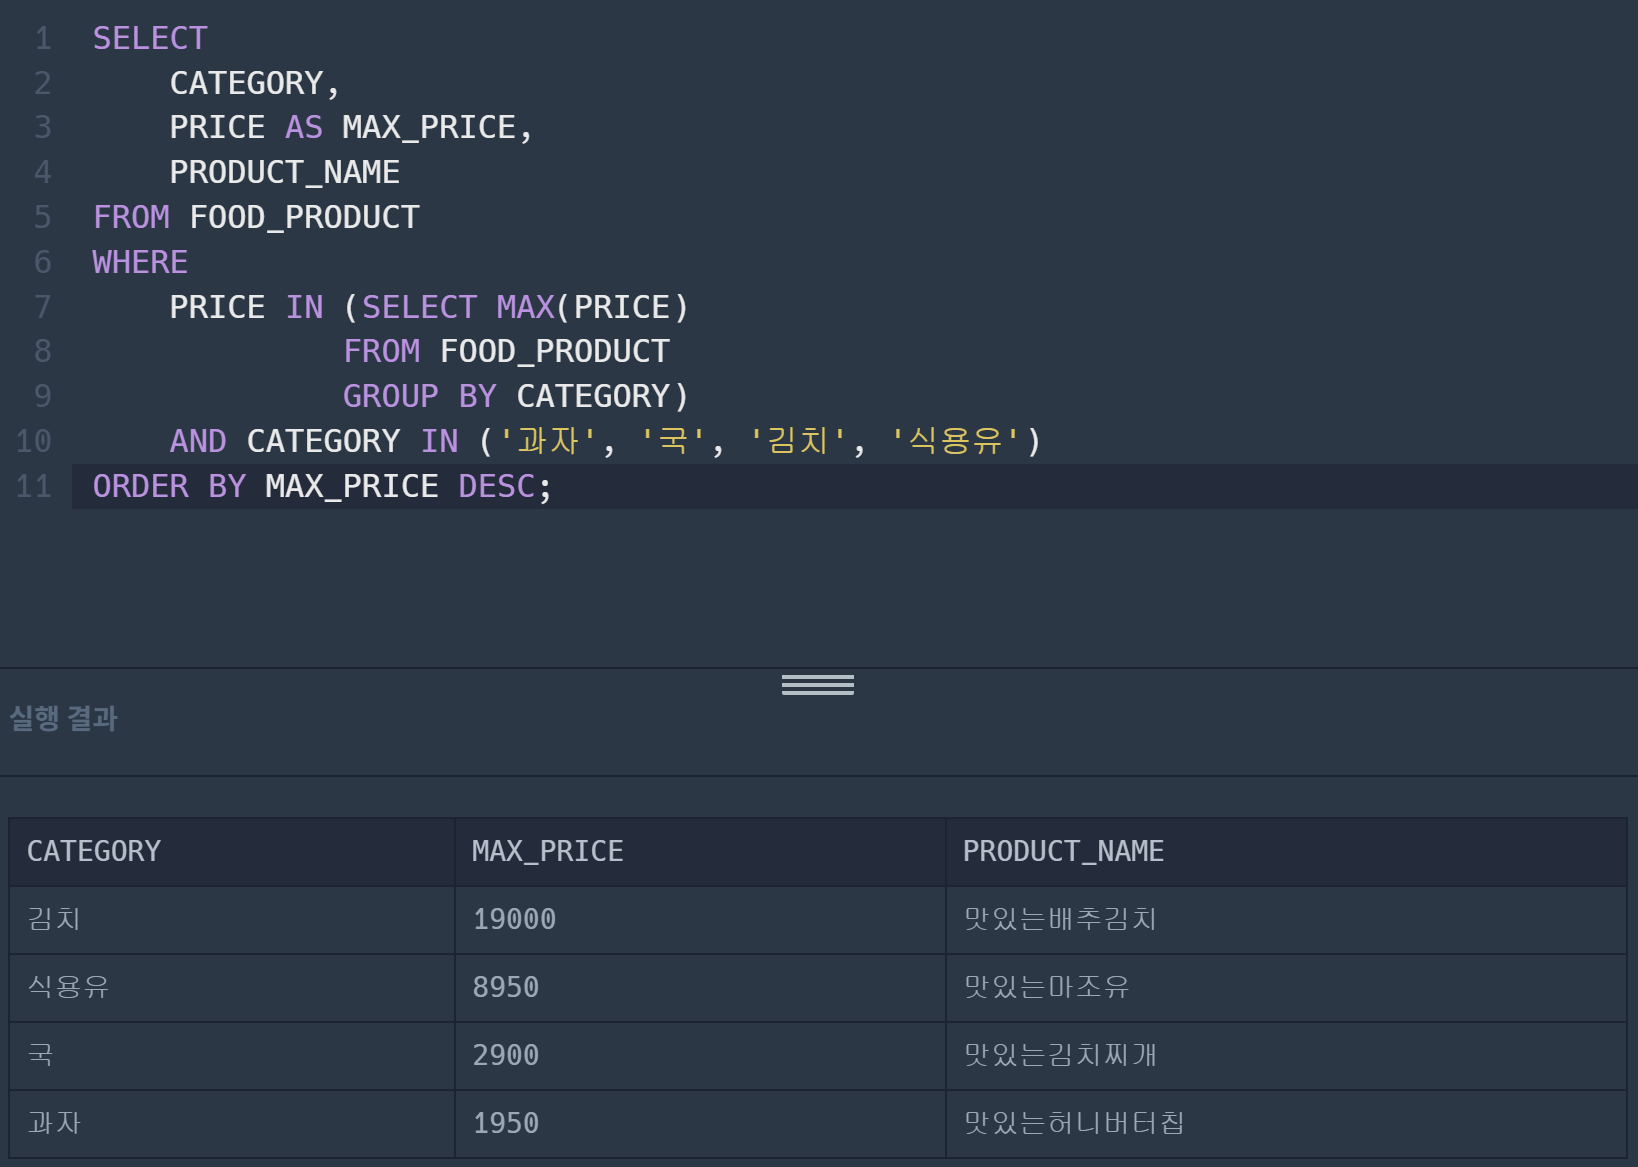 1 SELECT
2     CATEGORY,
3     PRICE AS MAX_PRICE,
4     PRODUCT_NAME
5 FROM FOOD_PRODUCT
6 WHERE
7     PRICE IN (SELECT MAX(PRICE)
8              FROM FOOD_PRODUCT
9              GROUP BY CATEGORY)
10     AND CATEGORY IN ('과자', '국', '김치', '식용유')
11 ORDER BY MAX_PRICE DESC;
실행 결과
CATEGORY MAX_PRICE PRODUCT_NAME
김치 19000 맛있는배추김치
식용유 8950 맛있는마조유
국 2900 맛있는김치찌개
과자 1950 맛있는허니버터칩